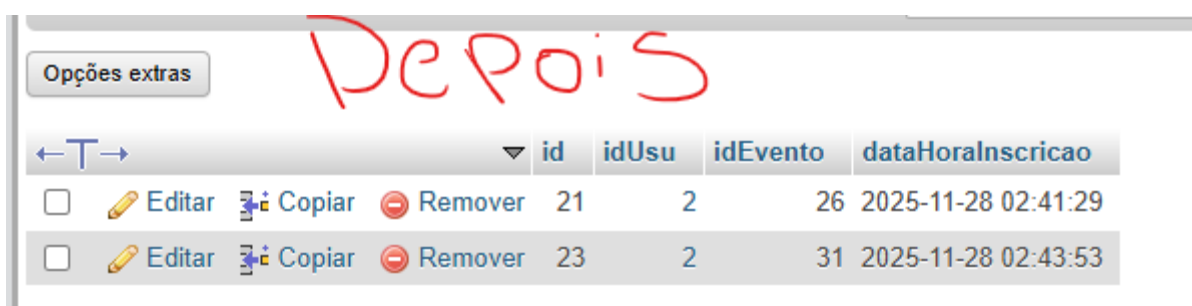 Depois
Opções extras
id idUsu idEvento dataHoraInscricao
Editar Copiar Remover 21 2 26 2025-11-28 02:41:29
Editar Copiar Remover 23 2 31 2025-11-28 02:43:53